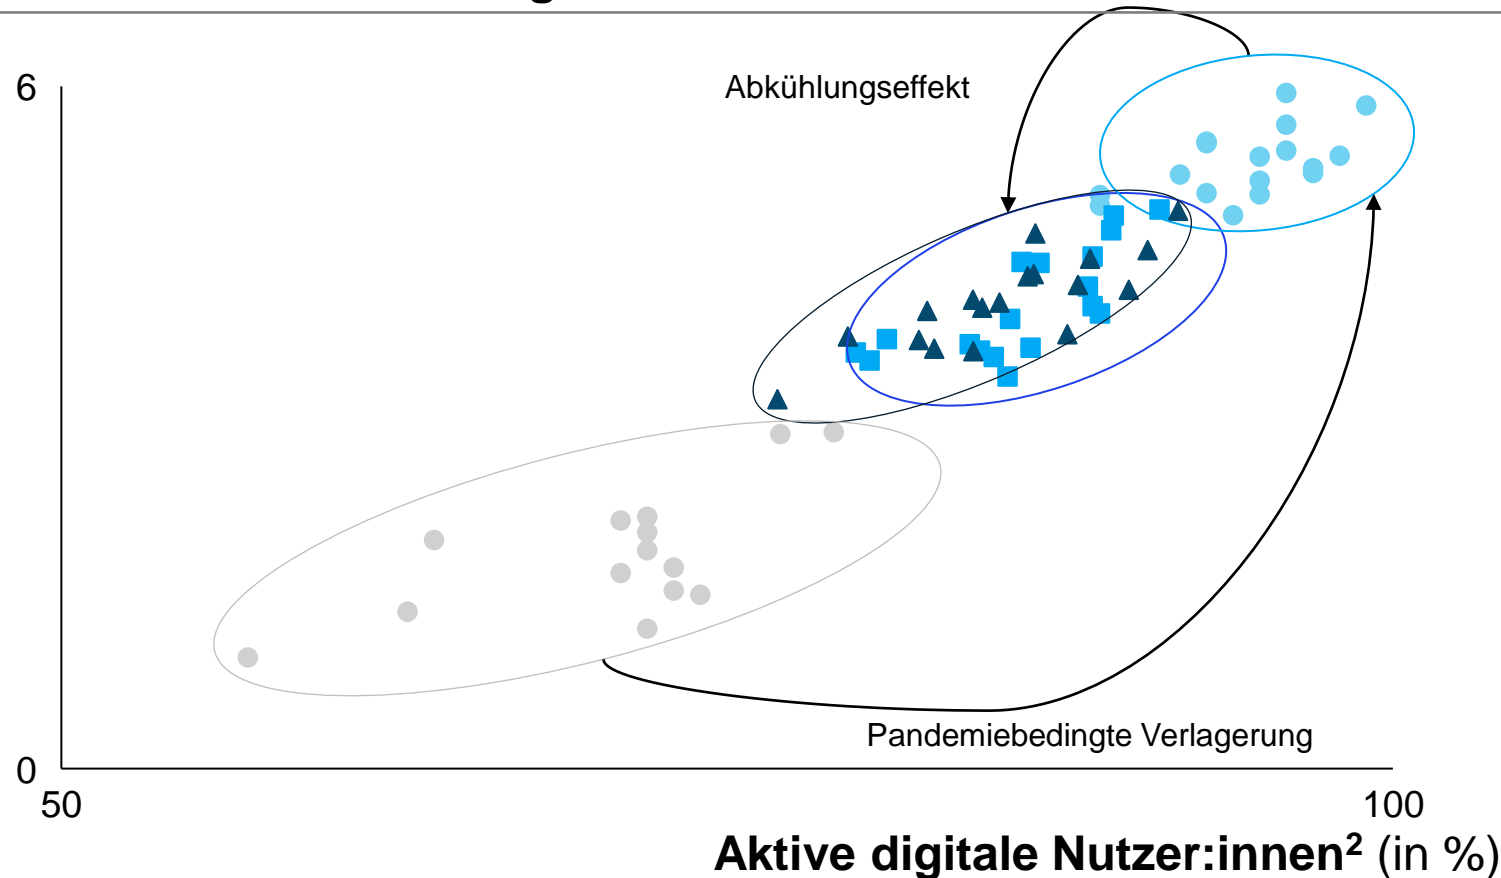 6
Abkühlungseffekt
Pandemiebedingte Verlagerung
0
50
100
Aktive digitale Nutzer:innen² (in %)